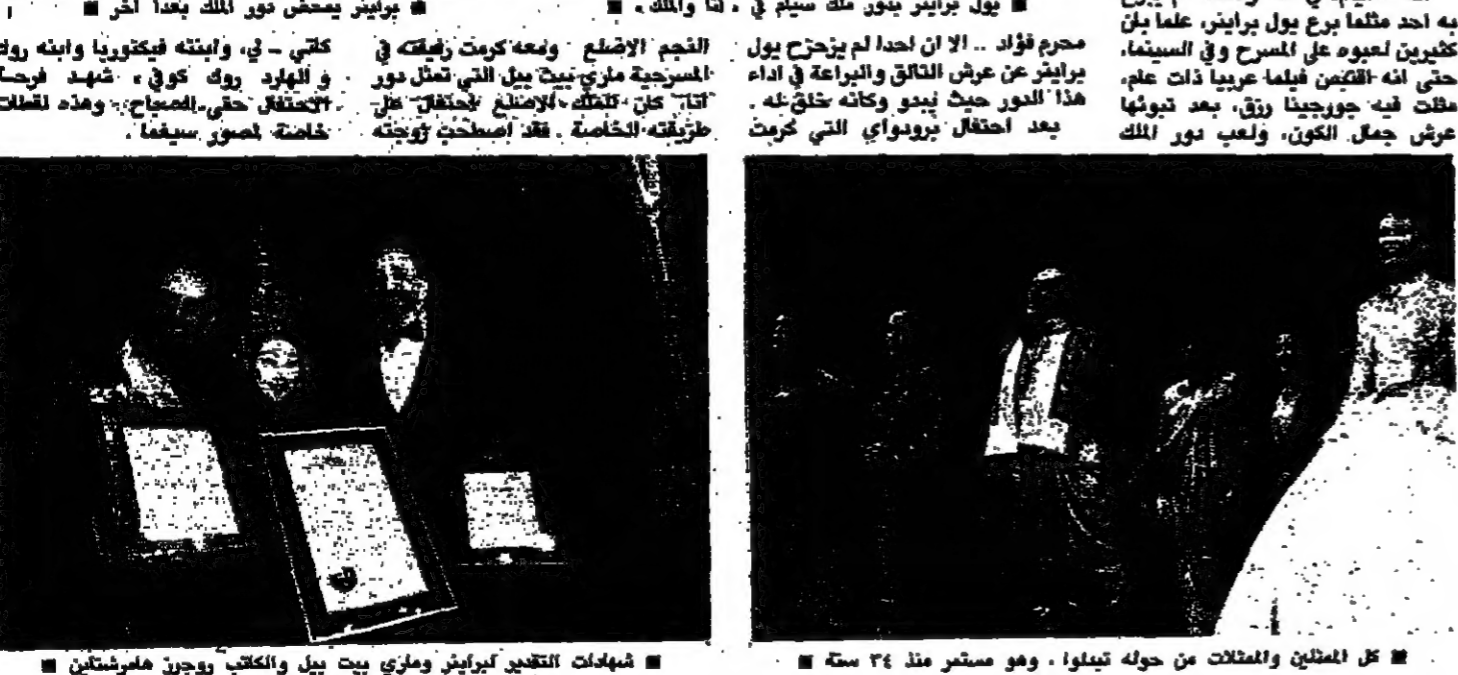 ■ يول براينر بدور ملك سيام في « انا والملك » ■
■ براينر يمحض دور الملك بعدا آخر ■
به احد مثلما برع يول براينر، علما بان
كثيرين لعبوه على المسرح وفي السينما،
حتى انه اقتبس فيلما عربيا ذات عام،
مثلت فيه جورجينا رزق، بعد تبوئها
عرش جمال الكون، ولعب دور الملك
محرم فؤاد .. الا ان احدا لم يزحزح يول
براينر عن عرش التالق والبراعة في اداء
هذا الدور حيث يبدو وكانه خلق له .
بعد احتفال برودواي التي كرمت
النجم الاصلع ومعه كرمت رفيقته في
المسرحية ماري بيث بيل التي تمثل دور
انا، كان للملك الاصلع احتفال على
طريقته الخاصة . فقد اصطحب زوجته
كاثي ـ لي، وابنته فيكتوريا وابنه روك
و الهارد روك كوفي » شهد فرحة
الاحتفال حتى الصباح. وهذه لقطات
خاصة لمصور سيغما .
■ كل الممثلين والممثلات من حوله تبدلوا ، وهو مستمر منذ ٣٤ سنة ■
■ شهادات التقدير لبراينر وماري بيث بيل والكاتب روجرز هامرشتاين ■